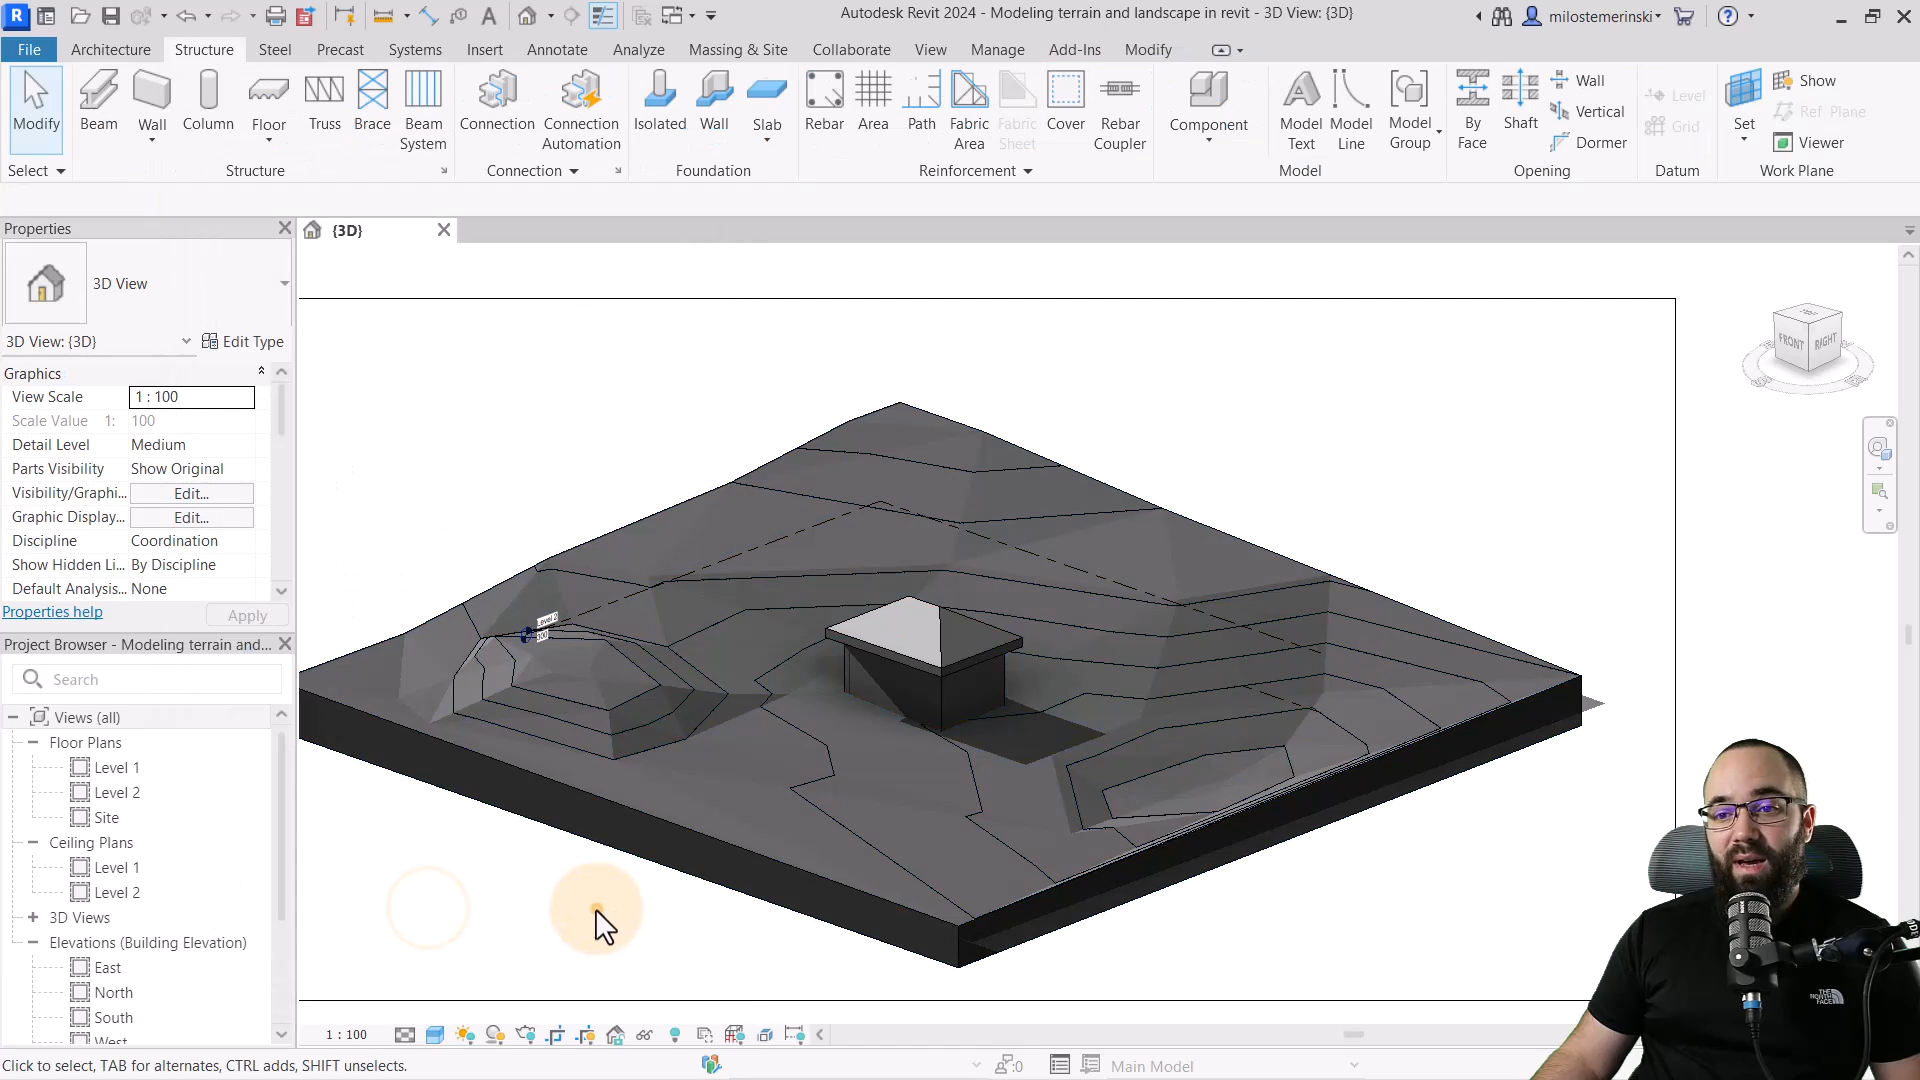 Autodesk Revit 2024 - Modeling terrain and landscape in revit - 3D View: {3D}
milostemerinski
File Architecture Structure Steel Precast Systems Insert Annotate Analyze Massing & Site Collaborate View Manage Add-Ins Modify
Modify
Beam
Wall
Column
Floor
Truss
Brace
Beam
System
Connection
Connection
Automation
Isolated
Wall
Slab
Rebar
Area
Path
Fabric
Area
Fabric
Sheet
Cover
Rebar
Coupler
Component
Model
Text
Model
Line
Model
Group
By
Face
Shaft
Wall
Vertical
Dormer
Level
Grid
Set
Show
Ref Plane
Viewer
Select
Structure
Connection
Foundation
Reinforcement
Model
Opening
Datum
Work Plane
Properties
{3D}
3D View
3D View: {3D}
Edit Type
Graphics
View Scale 1 : 100
Scale Value 1: 100
Detail Level Medium
Parts Visibility Show Original
Visibility/Graphi... Edit...
Graphic Display... Edit...
Discipline Coordination
Show Hidden Li... By Discipline
Default Analysis... None
Properties help Apply
Project Browser - Modeling terrain and...
Search
Views (all)
Floor Plans
Level 1
Level 2
Site
Ceiling Plans
Level 1
Level 2
3D Views
Elevations (Building Elevation)
East
North
South
West
Level 2
300
FRONT
RIGHT
THE
NORTH
FACE
1 : 100
Click to select, TAB for alternates, CTRL adds, SHIFT unselects.
:0
Main Model